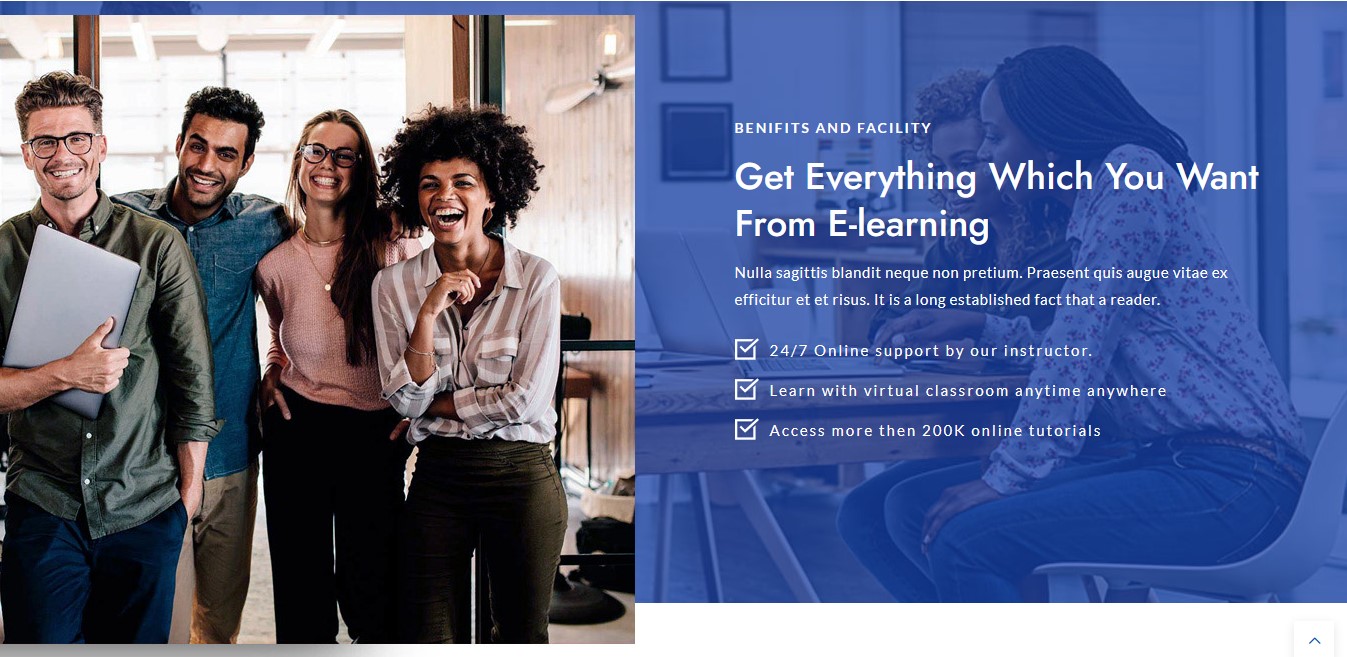 BENIFITS AND FACILITY
Get Everything Which You Want
From E-learning
Nulla sagittis blandit neque non pretium. Praesent quis augue vitae ex
efficitur et et risus. It is a long established fact that a reader.
24/7 Online support by our instructor.
Learn with virtual classroom anytime anywhere
Access more then 200K online tutorials